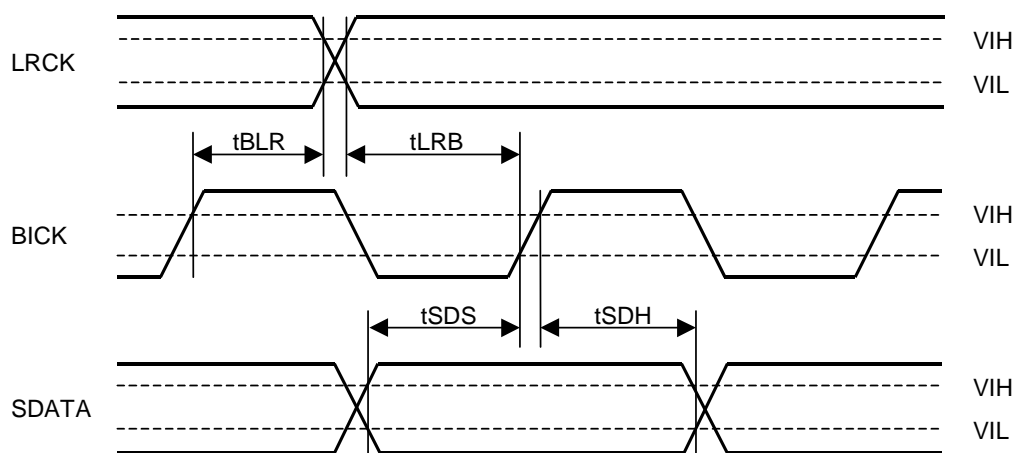 LRCK
VIH
VIL
tBLR
tLRB
BICK
VIH
VIL
tSDS
tSDH
SDATA
VIH
VIL